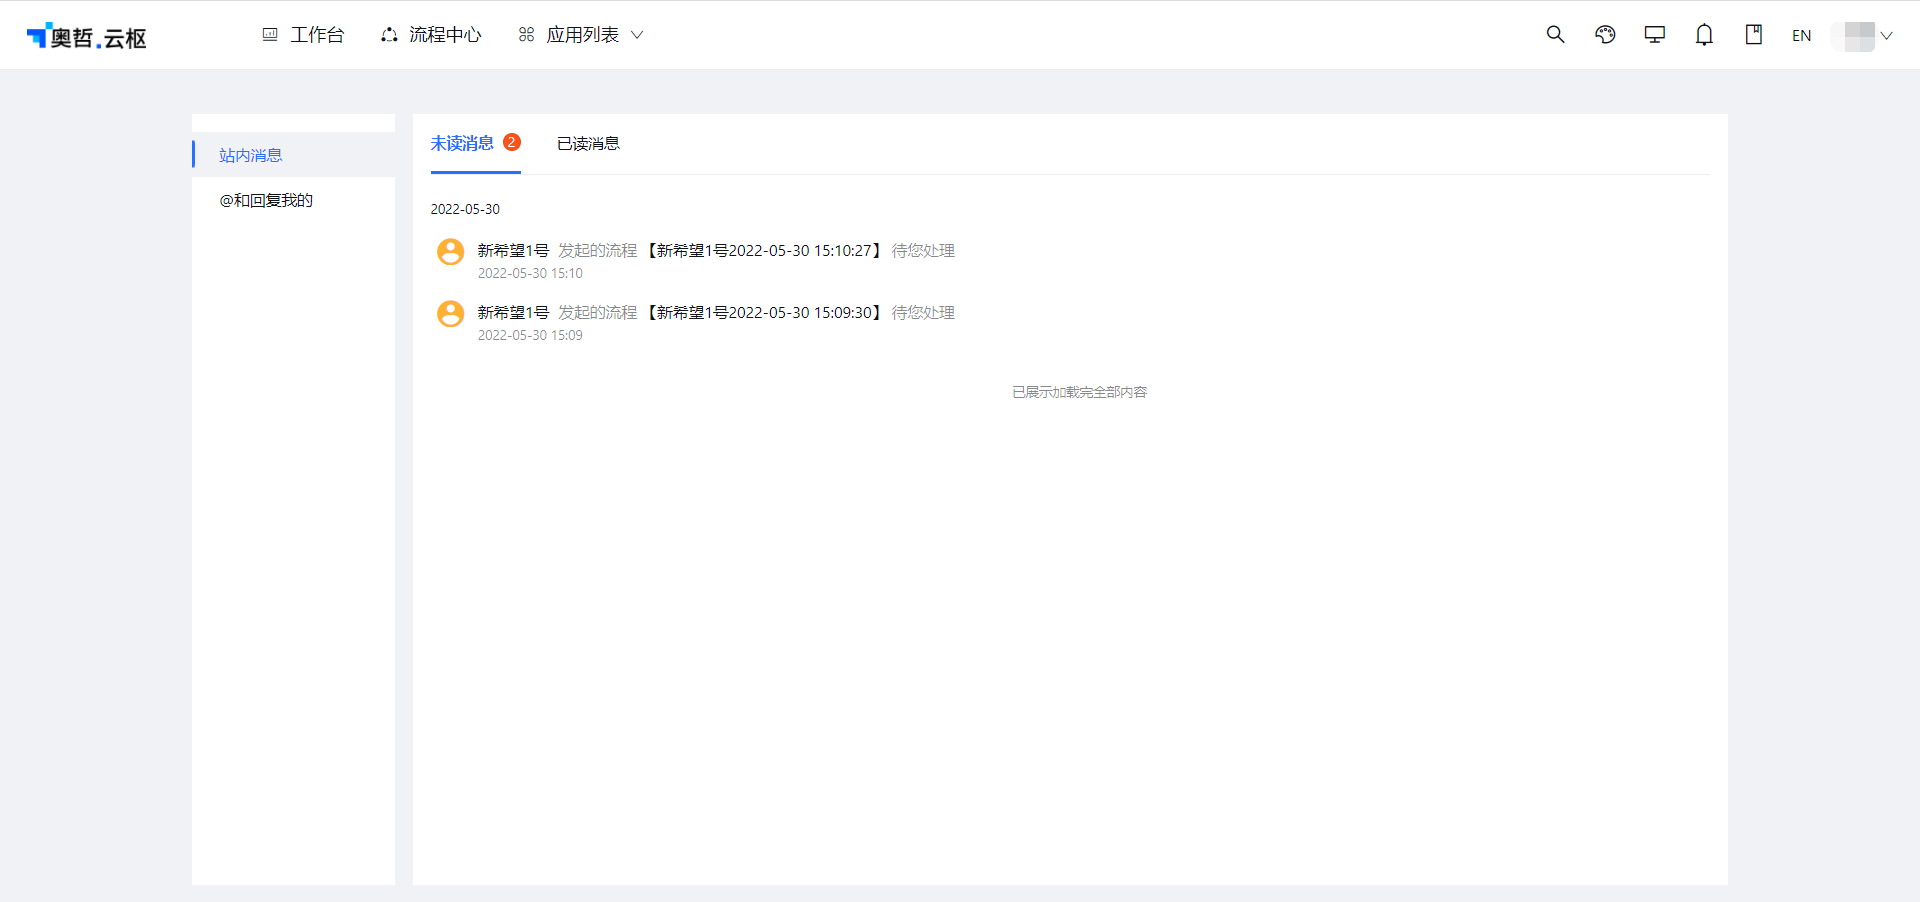 奥哲.云枢
工作台 流程中心 应用列表
EN
站内消息
@和回复我的
未读消息 2 已读消息
2022-05-30
新希望1号 发起的流程【新希望1号2022-05-30 15:10:27】 待您处理
2022-05-30 15:10
新希望1号 发起的流程【新希望1号2022-05-30 15:09:30】 待您处理
2022-05-30 15:09
已展示加载完全部内容